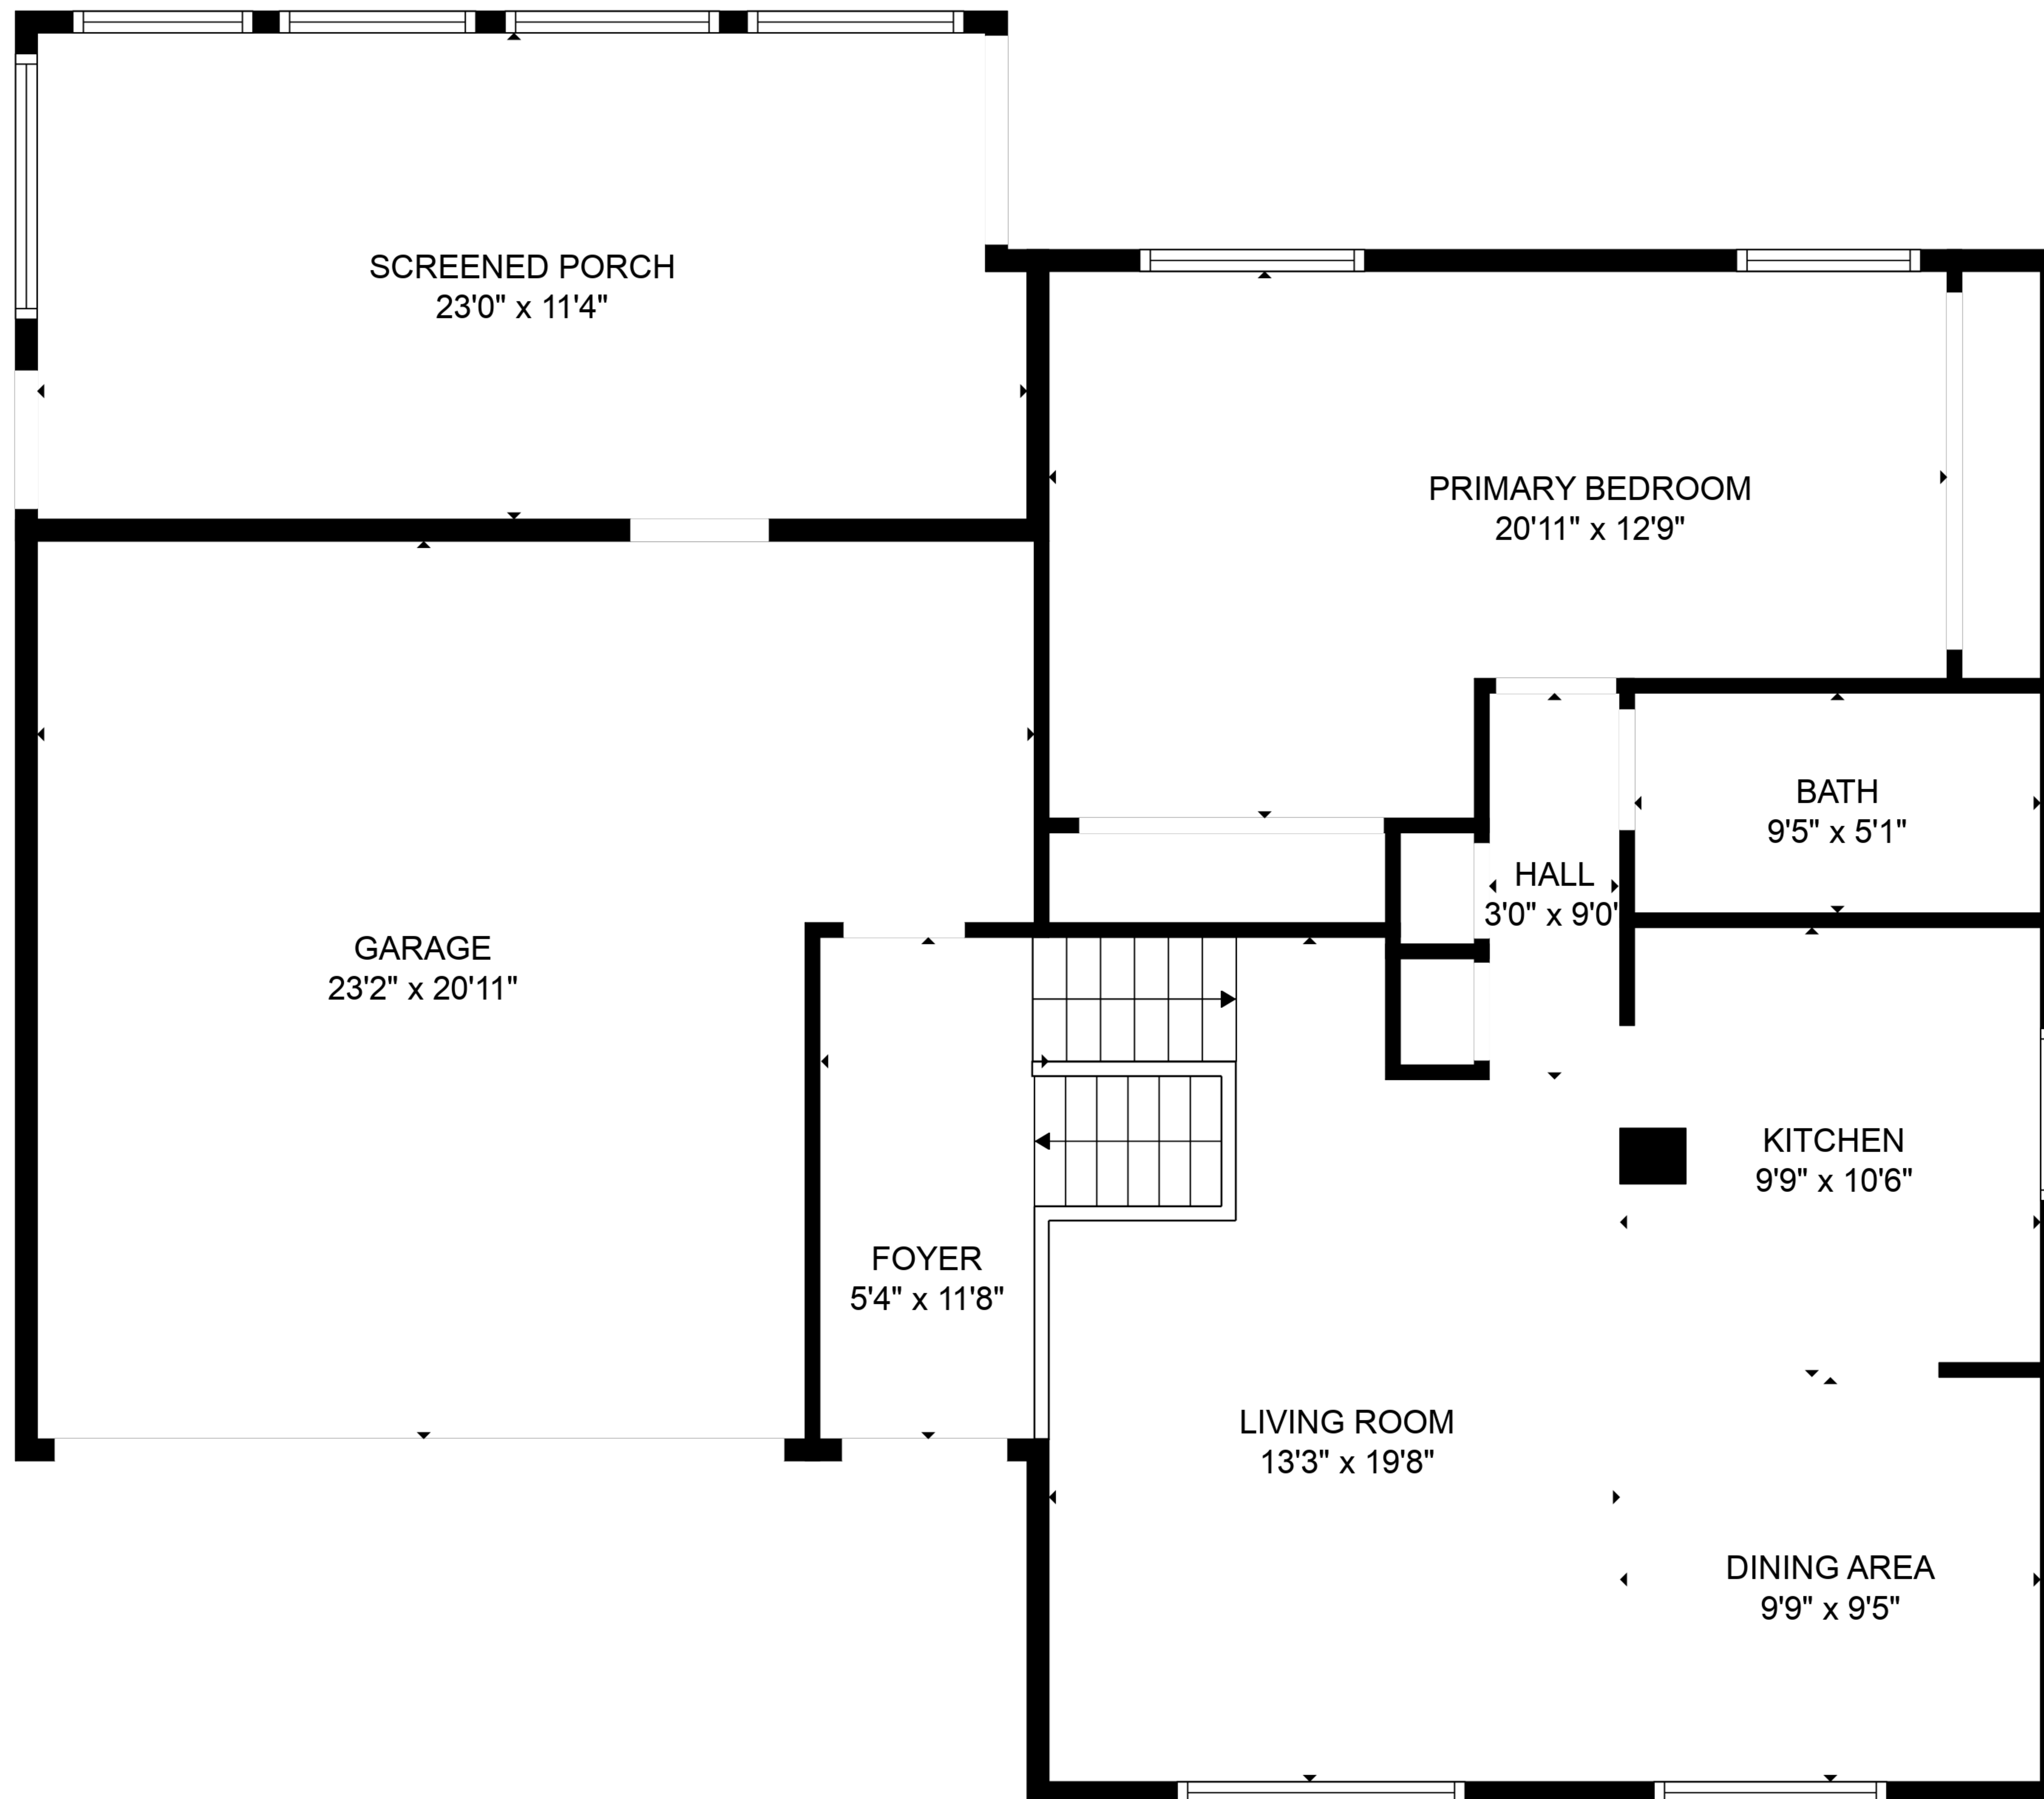 SCREENED PORCH
23'0" x 11'4"
PRIMARY BEDROOM
20'11" x 12'9"
BATH
9'5" x 5'1"
HALL
3'0" x 9'0'
GARAGE
23'2" x 20'11"
KITCHEN
9'9" x 10'6"
FOYER
5'4" x 11'8"
LIVING ROOM
13'3" x 19'8"
DINING AREA
9'9" x 9'5"